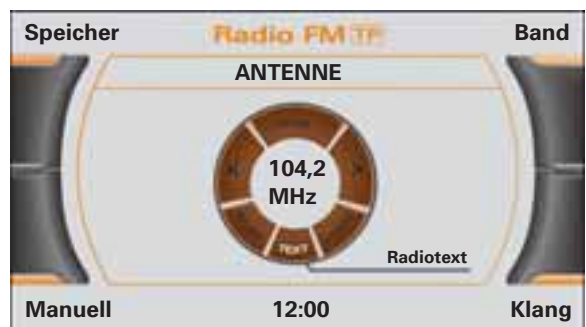 Speicher Radio FM TP Band
ANTENNE
104,2
MHz
TEXT
Radiotext
Manuell 12:00 Klang